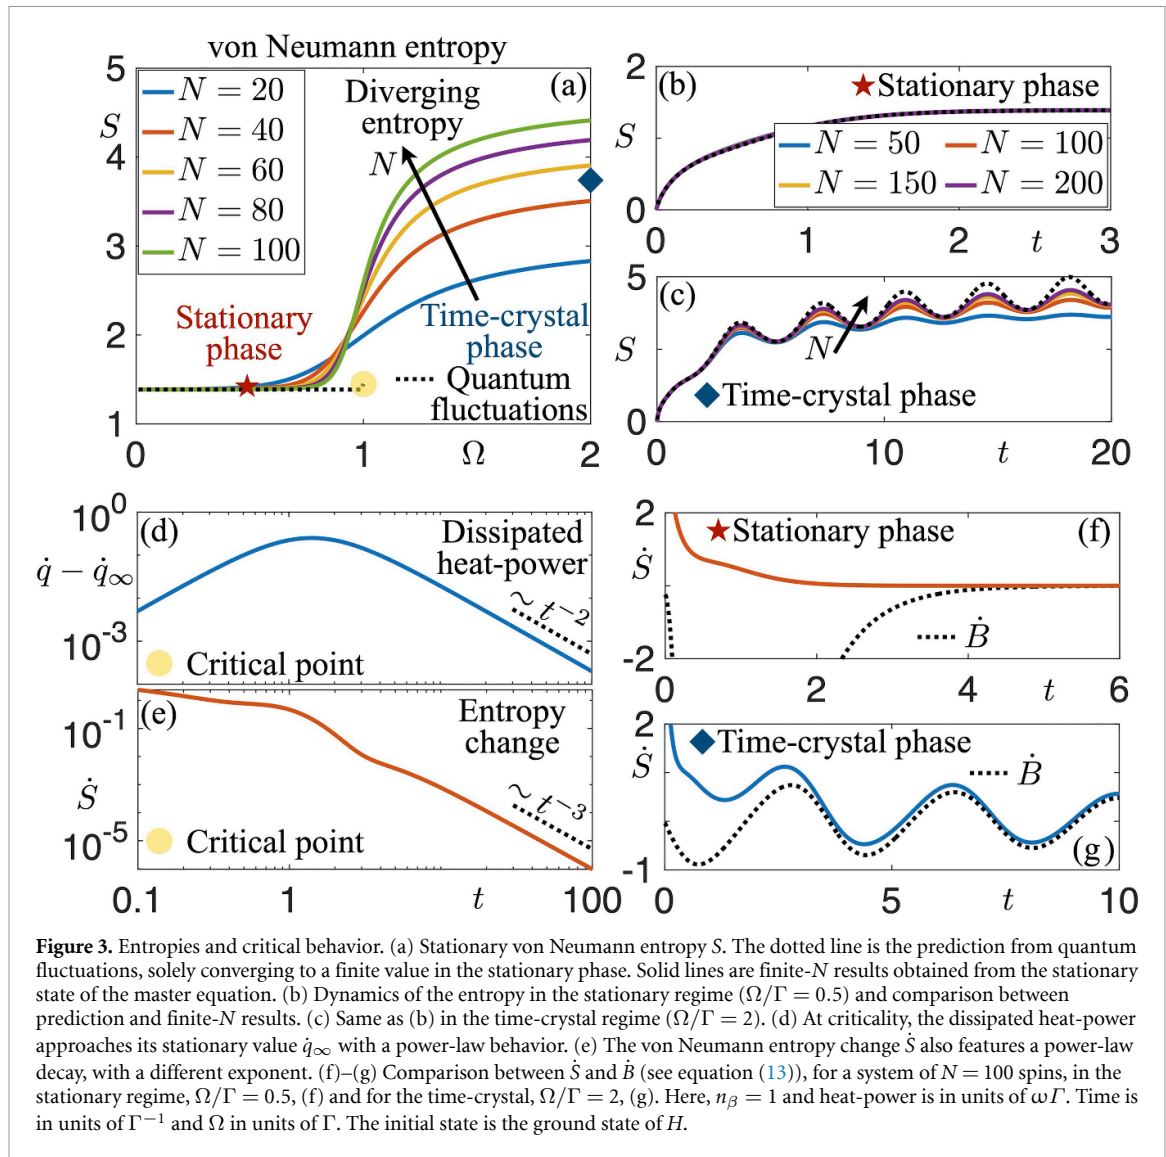 von Neumann entropy
5
4
3
2
1
S
0
1
Ω
2
N = 20
N = 40
N = 60
N = 80
N = 100
(a)
Diverging
entropy
N
Stationary
phase
Time-crystal
phase
Quantum
fluctuations
(b)
2
S
0
Stationary phase
N = 50
N = 100
N = 150
N = 200
0
1
2
t
3
(c)
5
S
0
N
Time-crystal phase
0
10
t
20
(d)
10^0
q̇ − q̇_∞
10^-3
Dissipated
heat-power
∼ t^-2
Critical point
(e)
10^-1
Ṡ
10^-5
Entropy
change
∼ t^-3
Critical point
0.1
1
t
100
2
Ṡ
-2
Stationary phase
(f)
Ḃ
0
2
4
t
6
2
Ṡ
-1
Time-crystal phase
Ḃ
(g)
0
5
t
10
Figure 3. Entropies and critical behavior. (a) Stationary von Neumann entropy S. The dotted line is the prediction from quantum
fluctuations, solely converging to a finite value in the stationary phase. Solid lines are finite-N results obtained from the stationary
state of the master equation. (b) Dynamics of the entropy in the stationary regime (Ω/Γ = 0.5) and comparison between
prediction and finite-N results. (c) Same as (b) in the time-crystal regime (Ω/Γ = 2). (d) At criticality, the dissipated heat-power
approaches its stationary value q̇_∞ with a power-law behavior. (e) The von Neumann entropy change Ṡ also features a power-law
decay, with a different exponent. (f)–(g) Comparison between Ṡ and Ḃ (see equation (13)), for a system of N = 100 spins, in the
stationary regime, Ω/Γ = 0.5, (f) and for the time-crystal, Ω/Γ = 2, (g). Here, n_β = 1 and heat-power is in units of ωΓ. Time is
in units of Γ^−1 and Ω in units of Γ. The initial state is the ground state of H.